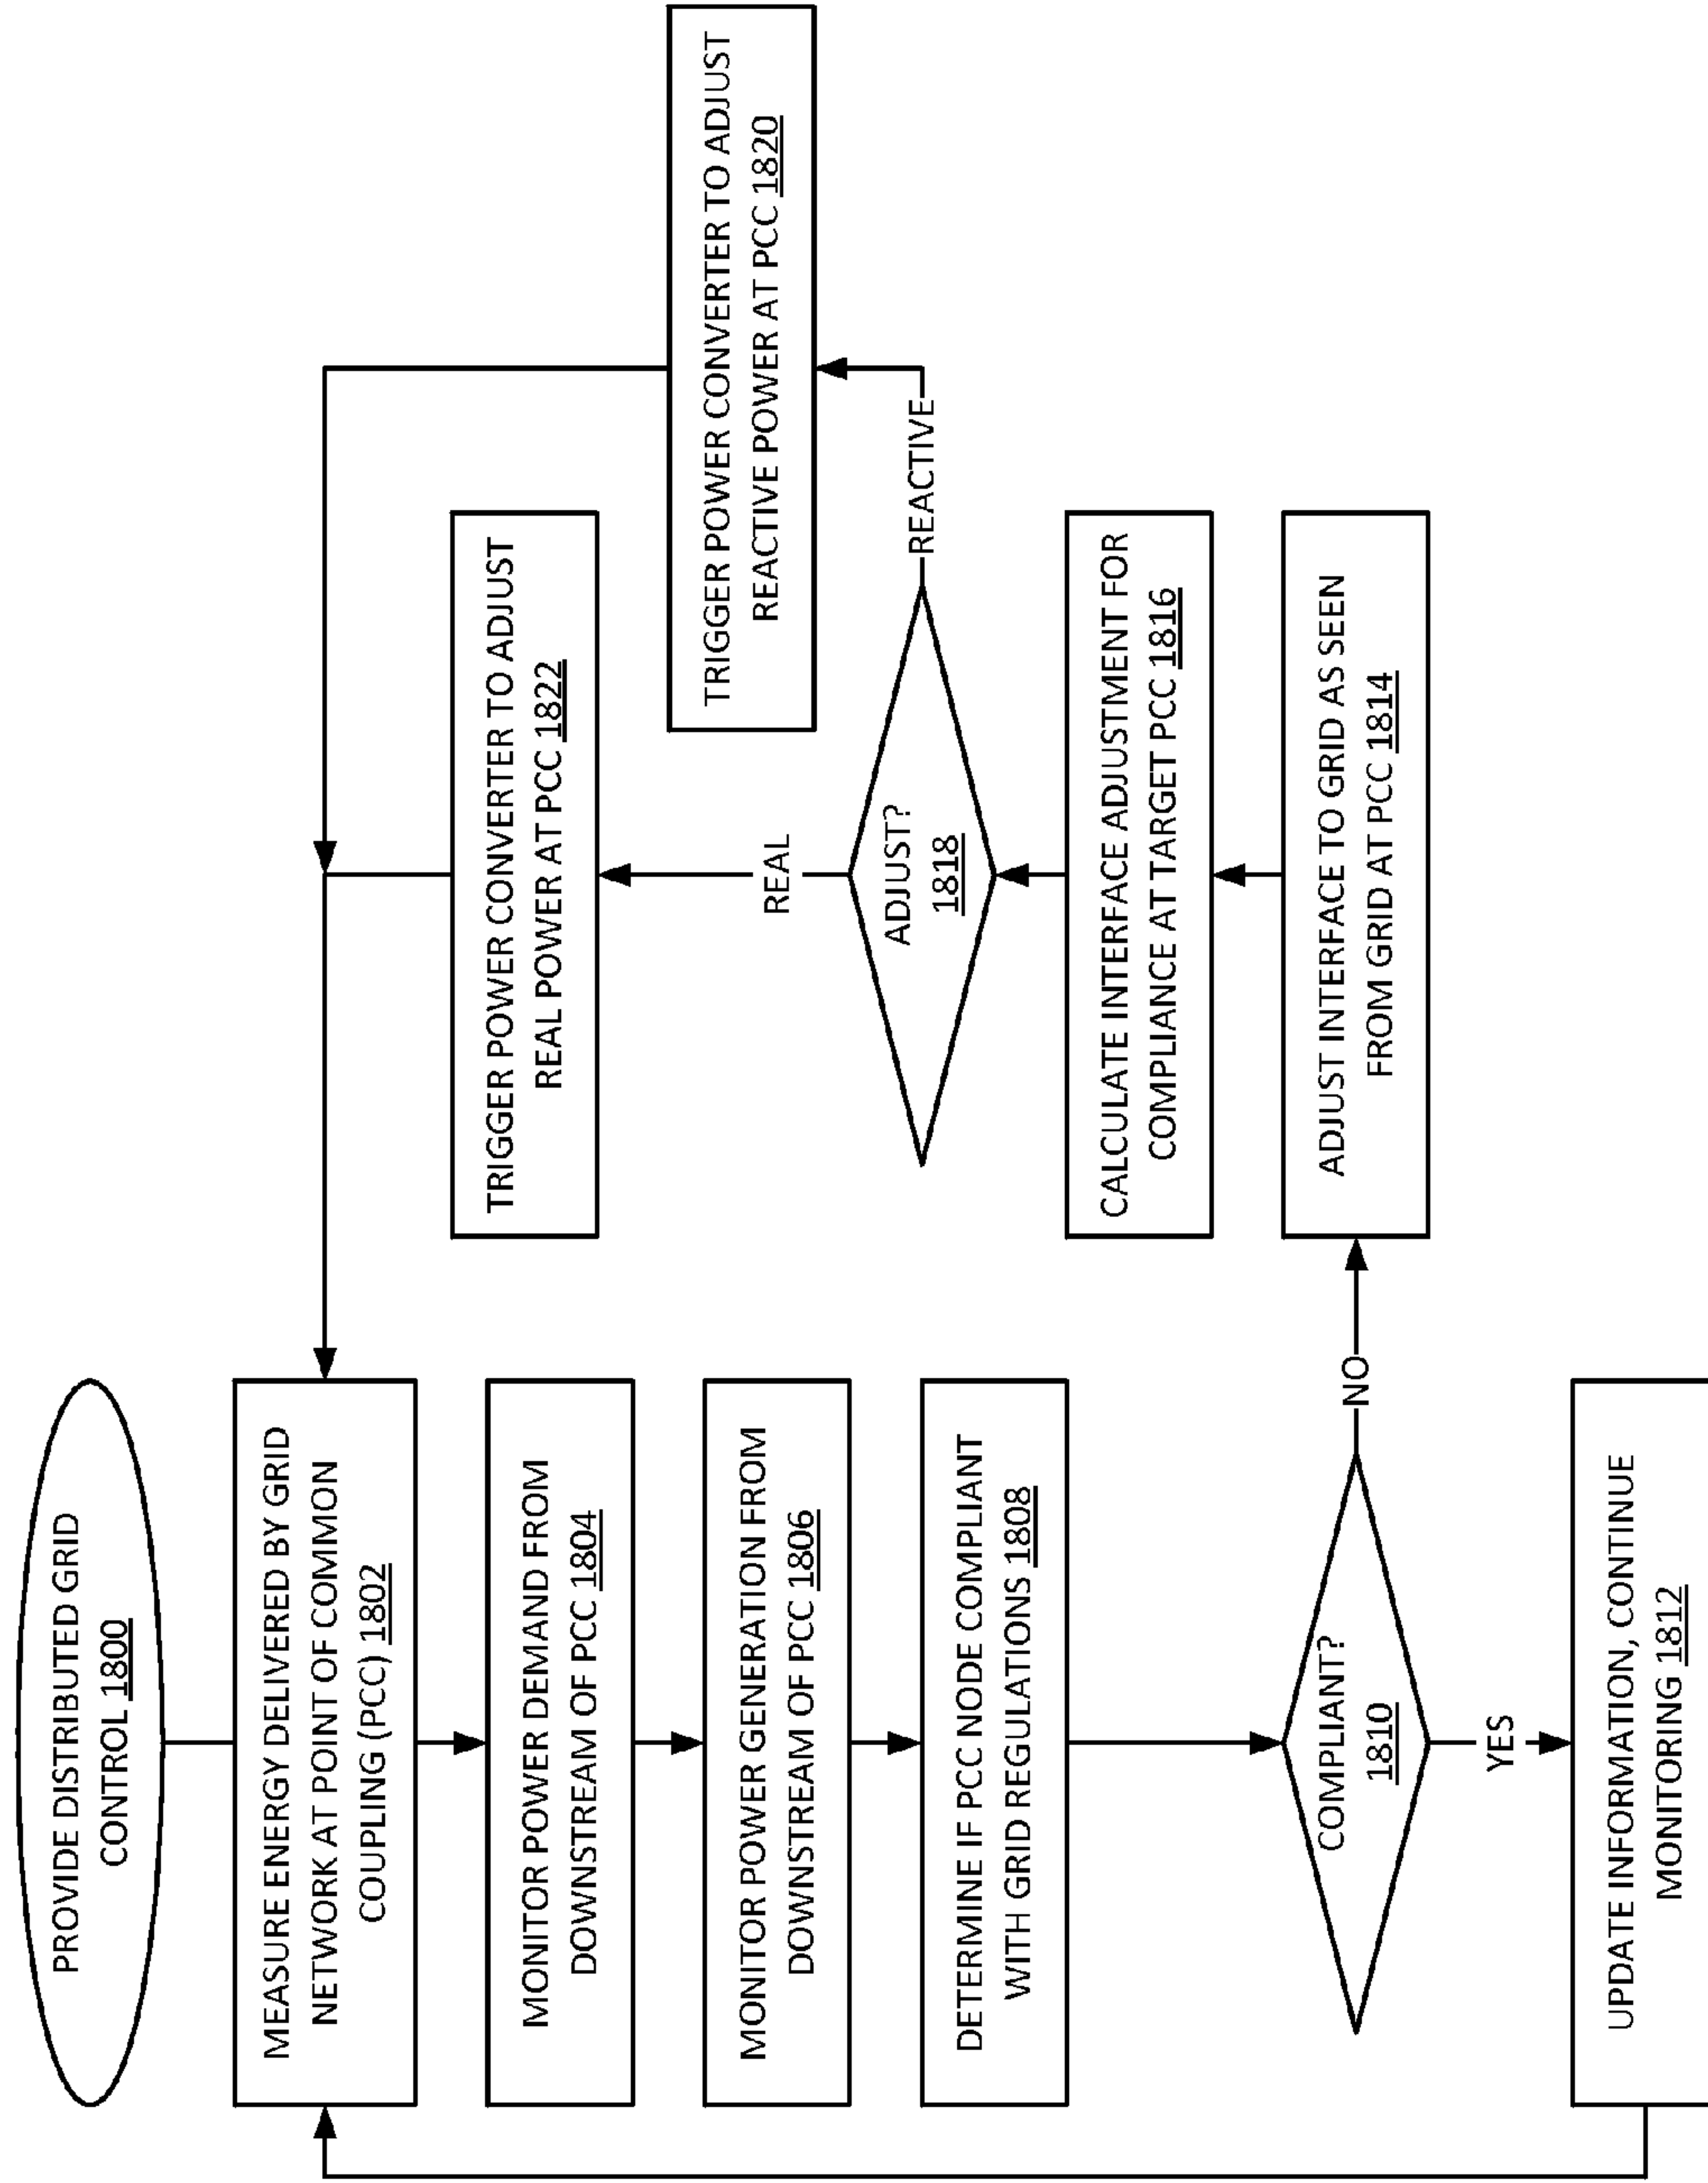 PROVIDE DISTRIBUTED GRID
CONTROL 1800
MEASURE ENERGY DELIVERED BY GRID
NETWORK AT POINT OF COMMON
COUPLING (PCC) 1802
MONITOR POWER DEMAND FROM
DOWNSTREAM OF PCC 1804
MONITOR POWER GENERATION FROM
DOWNSTREAM OF PCC 1806
DETERMINE IF PCC NODE COMPLIANT
WITH GRID REGULATIONS 1808
COMPLIANT?
1810
YES
UPDATE INFORMATION, CONTINUE
MONITORING 1812
NO
ADJUST INTERFACE TO GRID AS SEEN
FROM GRID AT PCC 1814
CALCULATE INTERFACE ADJUSTMENT FOR
COMPLIANCE AT TARGET PCC 1816
ADJUST?
1818
REACTIVE
TRIGGER POWER CONVERTER TO ADJUST
REACTIVE POWER AT PCC 1820
REAL
TRIGGER POWER CONVERTER TO ADJUST
REAL POWER AT PCC 1822